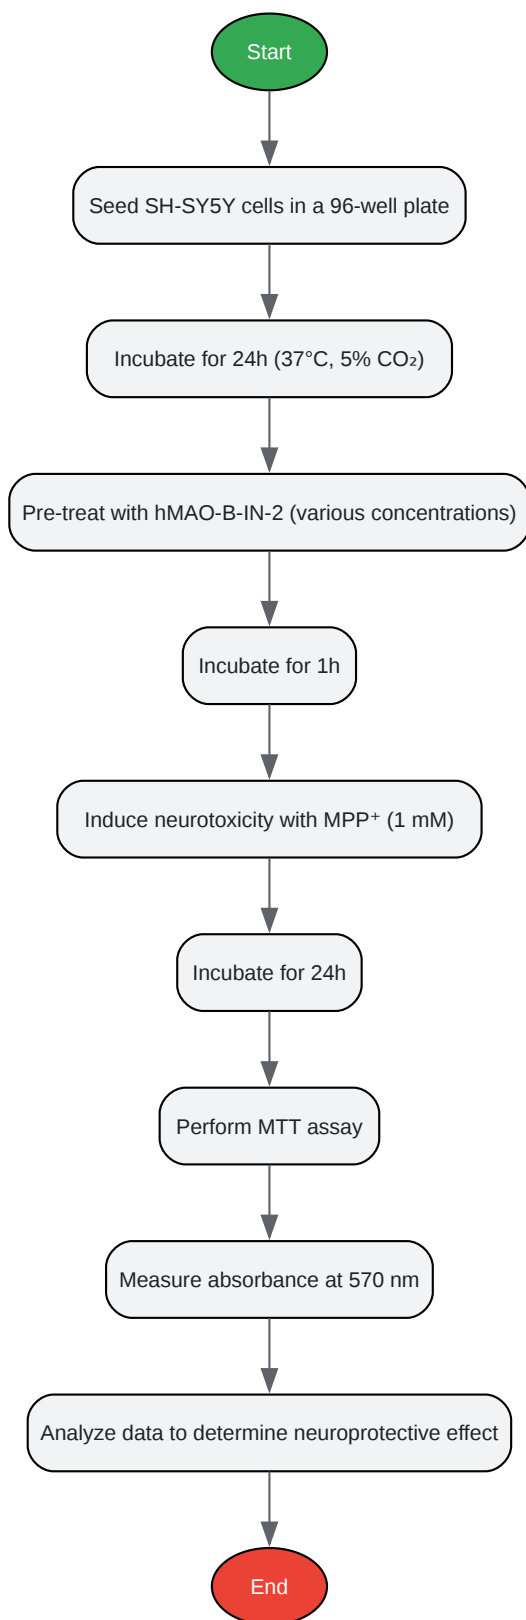 Start
Seed SH-SY5Y cells in a 96-well plate
Incubate for 24h (37°C, 5% CO₂)
Pre-treat with hMAO-B-IN-2 (various concentrations)
Incubate for 1h
Induce neurotoxicity with MPP⁺ (1 mM)
Incubate for 24h
Perform MTT assay
Measure absorbance at 570 nm
Analyze data to determine neuroprotective effect
End